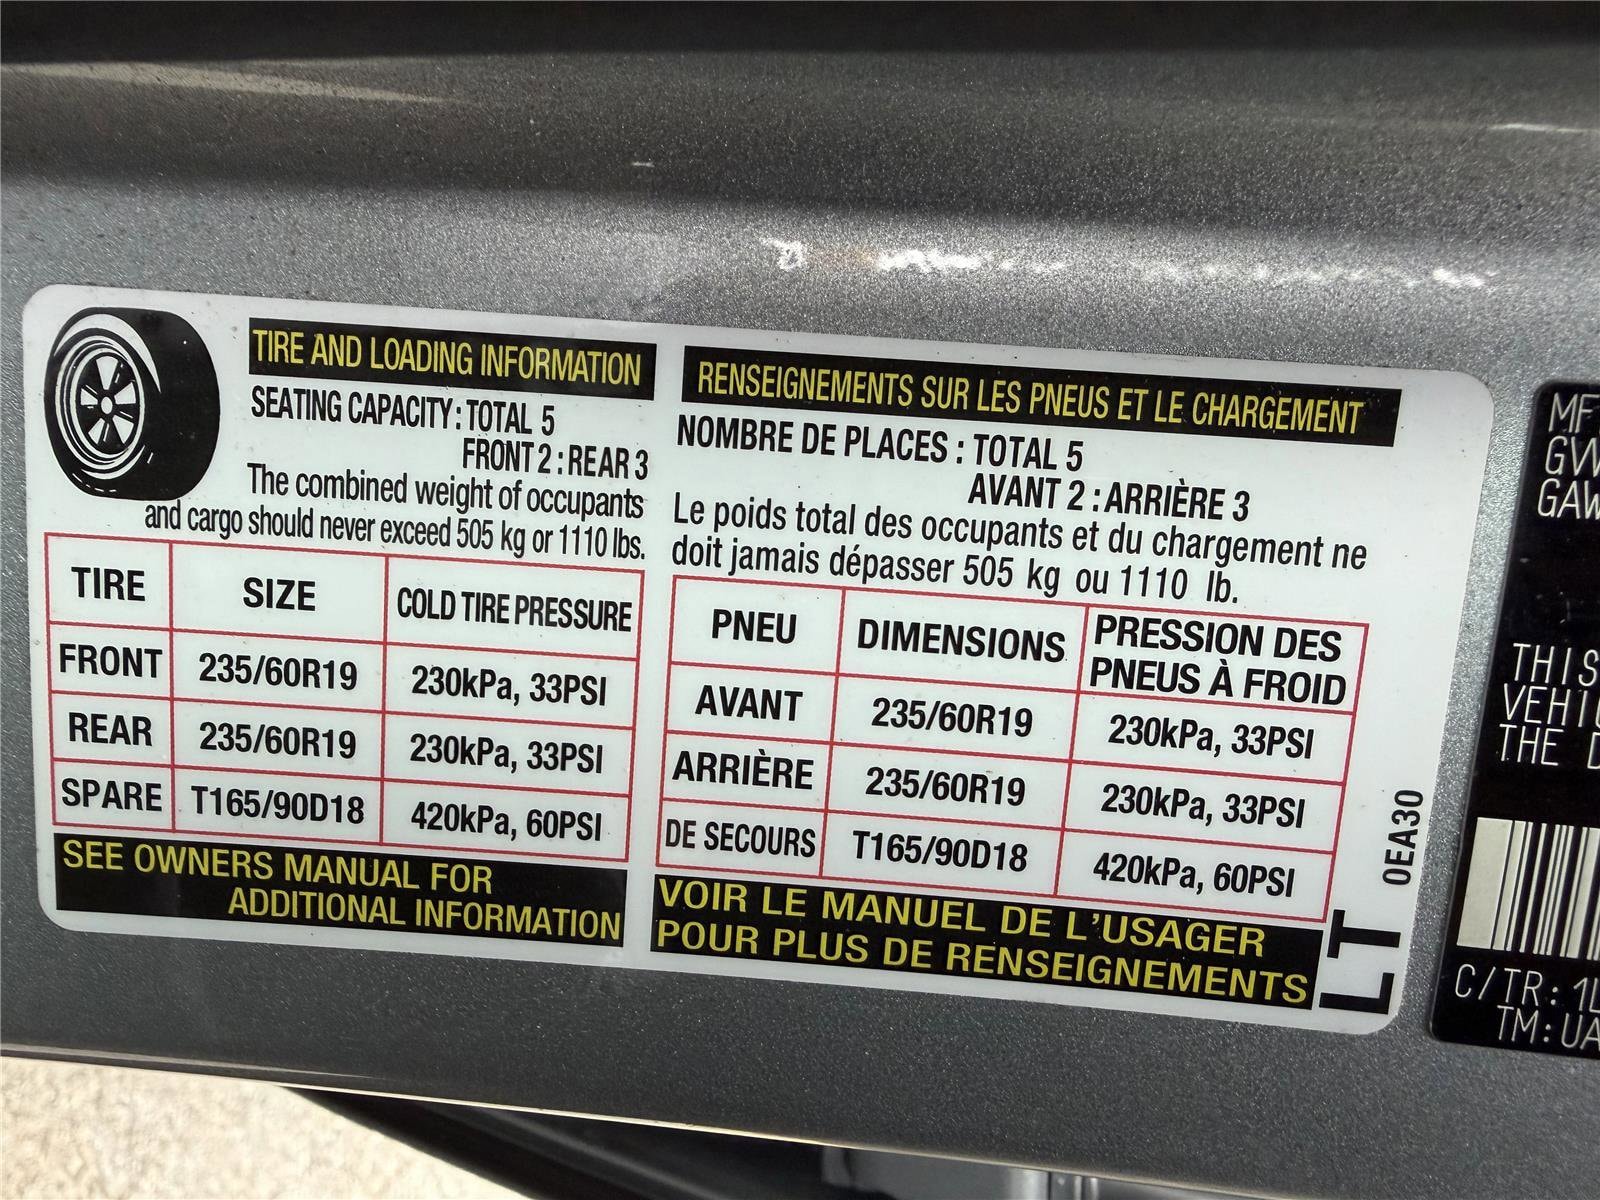 TIRE AND LOADING INFORMATION
SEATING CAPACITY: TOTAL 5
FRONT 2 : REAR 3
The combined weight of occupants
and cargo should never exceed 505 kg or 1110 lbs.
TIRE SIZE COLD TIRE PRESSURE
FRONT 235/60R19 230kPa, 33PSI
REAR 235/60R19 230kPa, 33PSI
SPARE T165/90D18 420kPa, 60PSI
SEE OWNERS MANUAL FOR
ADDITIONAL INFORMATION
RENSEIGNEMENTS SUR LES PNEUS ET LE CHARGEMENT
NOMBRE DE PLACES : TOTAL 5
AVANT 2 : ARRIÈRE 3
Le poids total des occupants et du chargement ne
doit jamais dépasser 505 kg ou 1110 lb.
PNEU DIMENSIONS PRESSION DES
PNEUS À FROID
AVANT 235/60R19 230kPa, 33PSI
ARRIÈRE 235/60R19 230kPa, 33PSI
DE SECOURS T165/90D18 420kPa, 60PSI
VOIR LE MANUEL DE L'USAGER
POUR PLUS DE RENSEIGNEMENTS
0EA30
LT
THIS
THE
C/TR: 1L
TM: UA